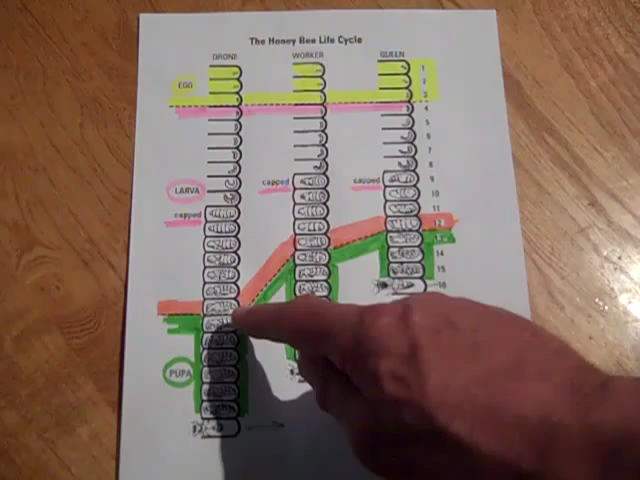 The Honey Bee Life Cycle
DRONE WORKER QUEEN
1
EGG 2
3
4
5
6
7
8
capped capped 9
LARVA 10
capped 11
12
13
14
15
16
PUPA